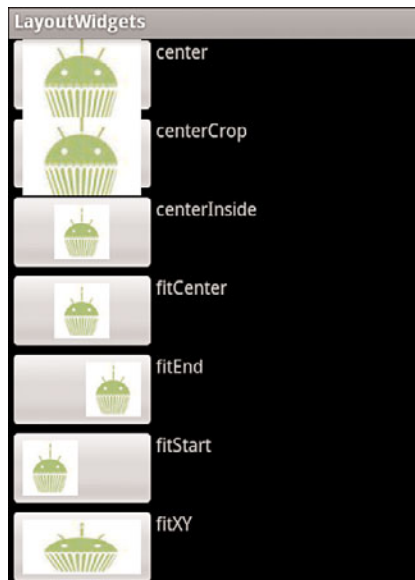 LayoutWidgets
center
centerCrop
centerInside
fitCenter
fitEnd
fitStart
fitXY